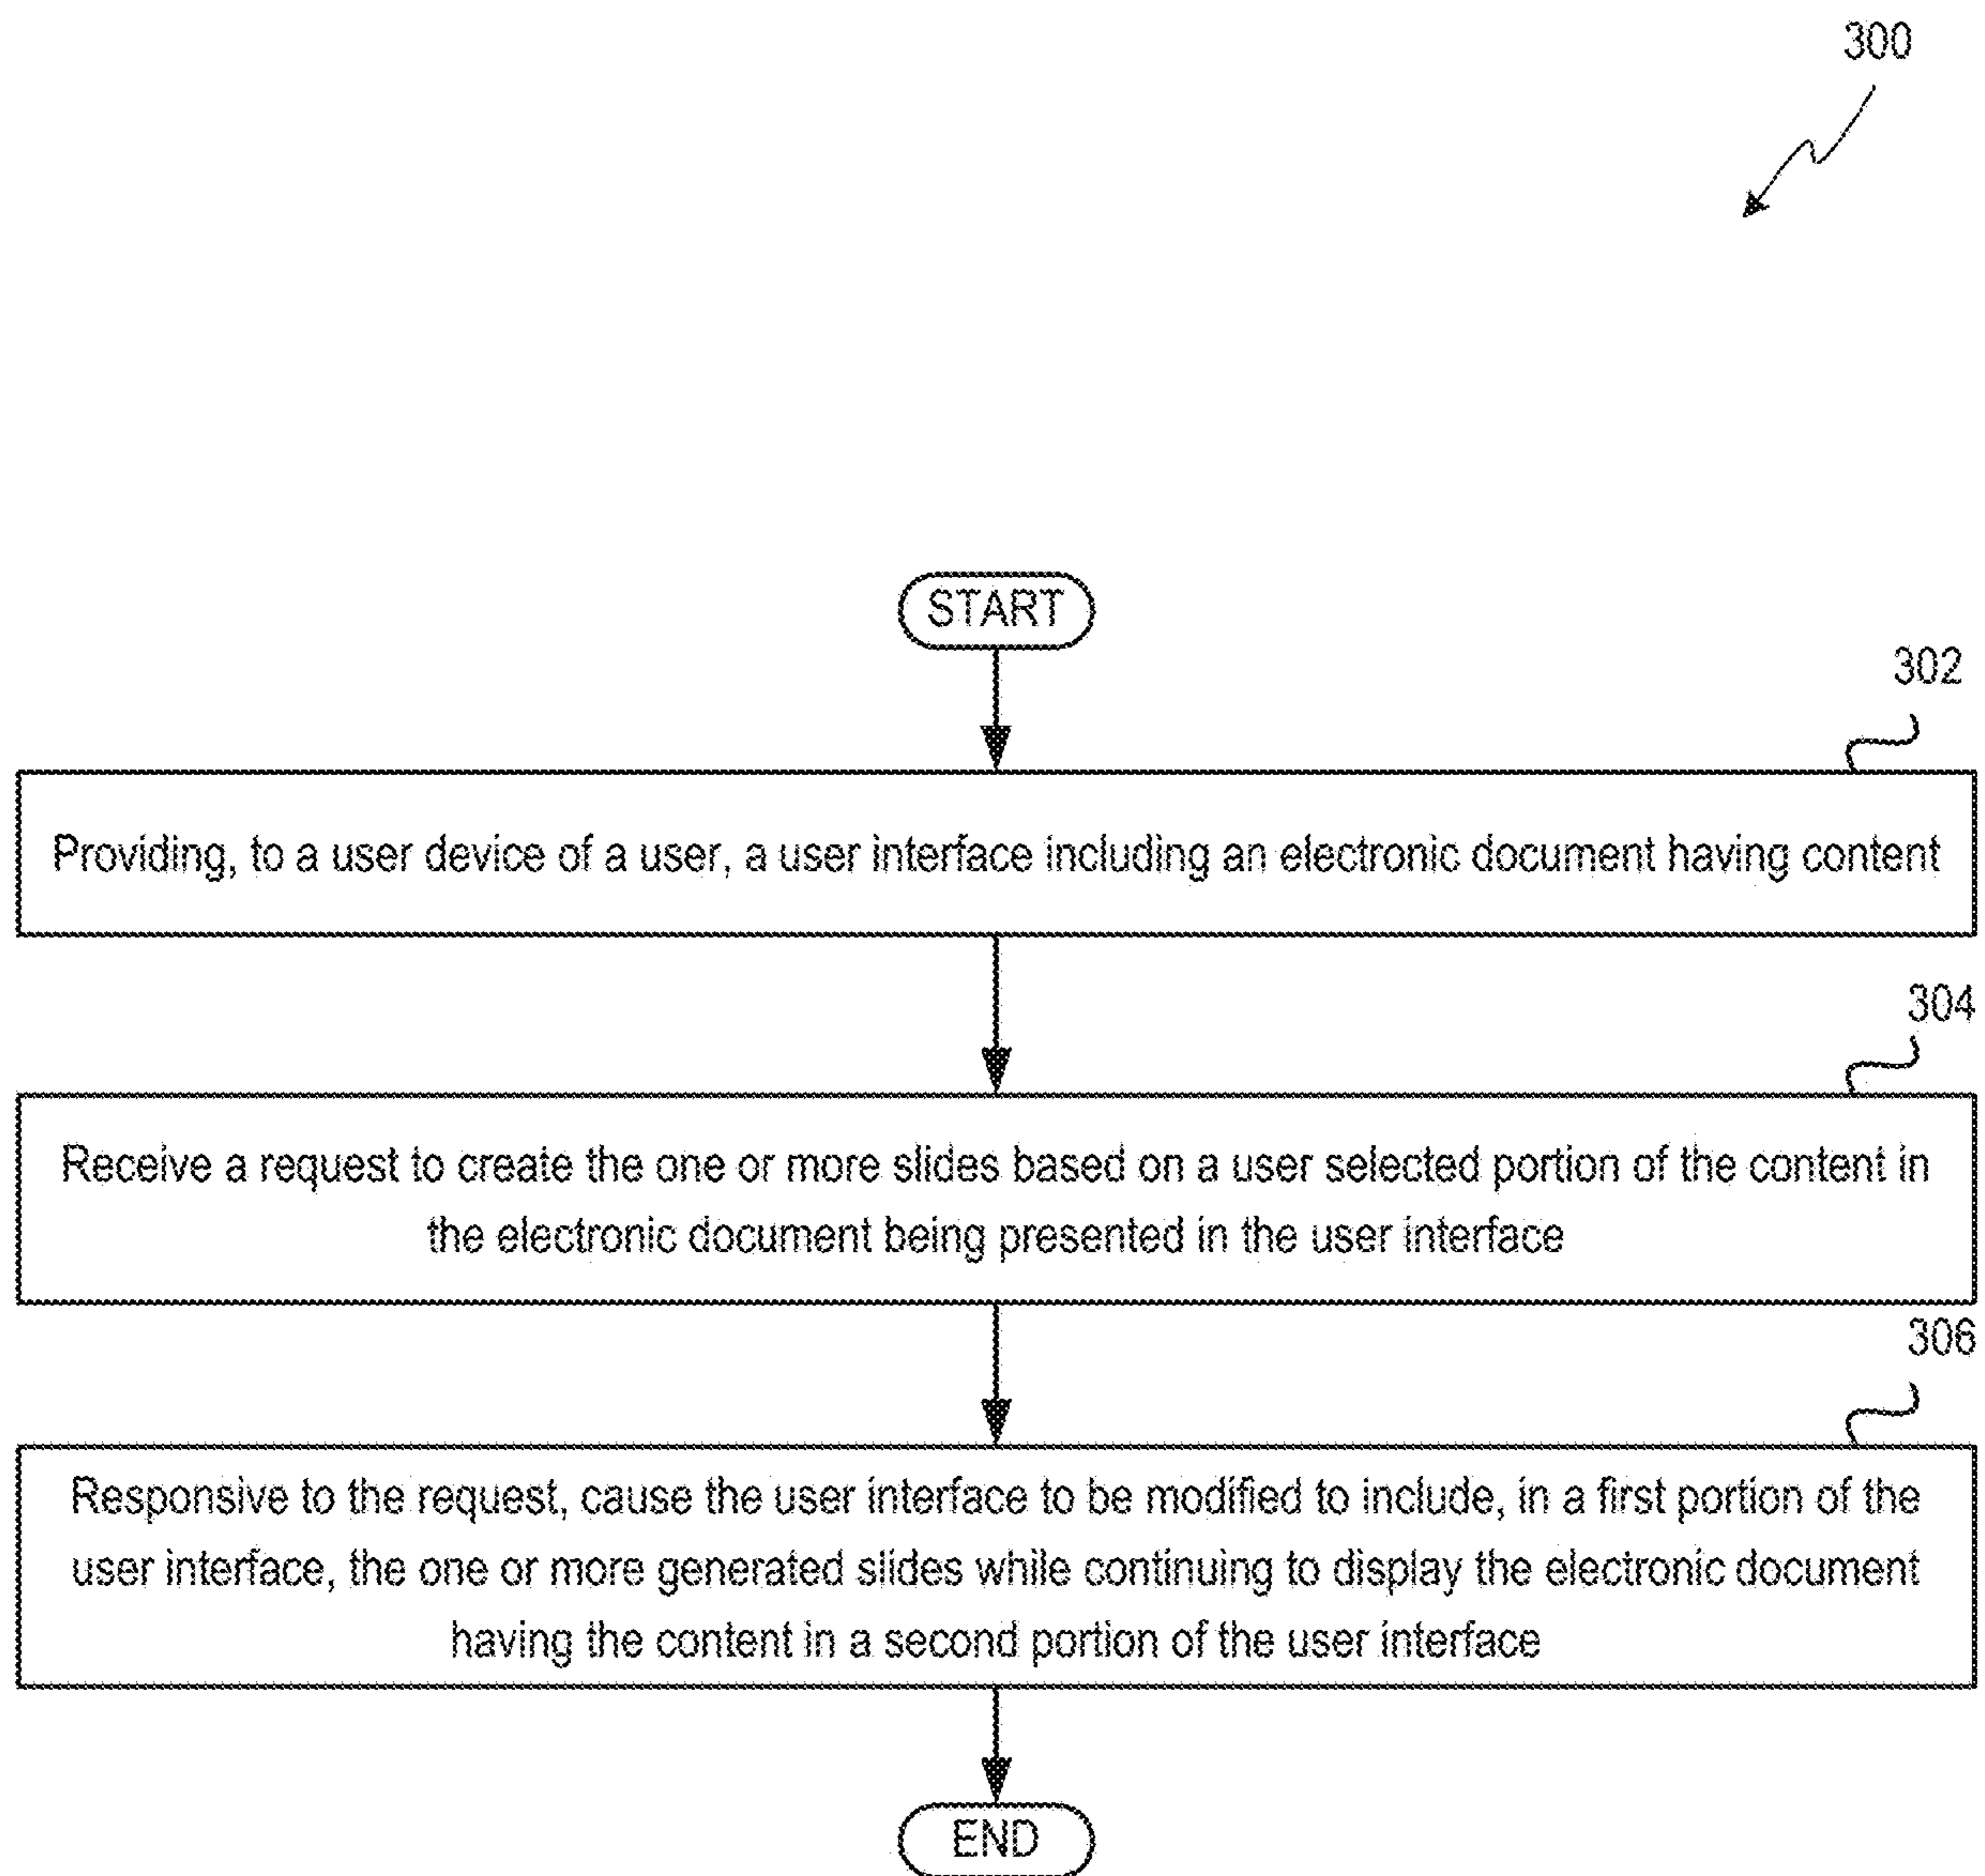 300
START
302
Providing, to a user device of a user, a user interface including an electronic document having content
304
Receive a request to create the one or more slides based on a user selected portion of the content in
the electronic document being presented in the user interface
306
Responsive to the request, cause the user interface to be modified to include, in a first portion of the
user interface, the one or more generated slides while continuing to display the electronic document
having the content in a second portion of the user interface
END